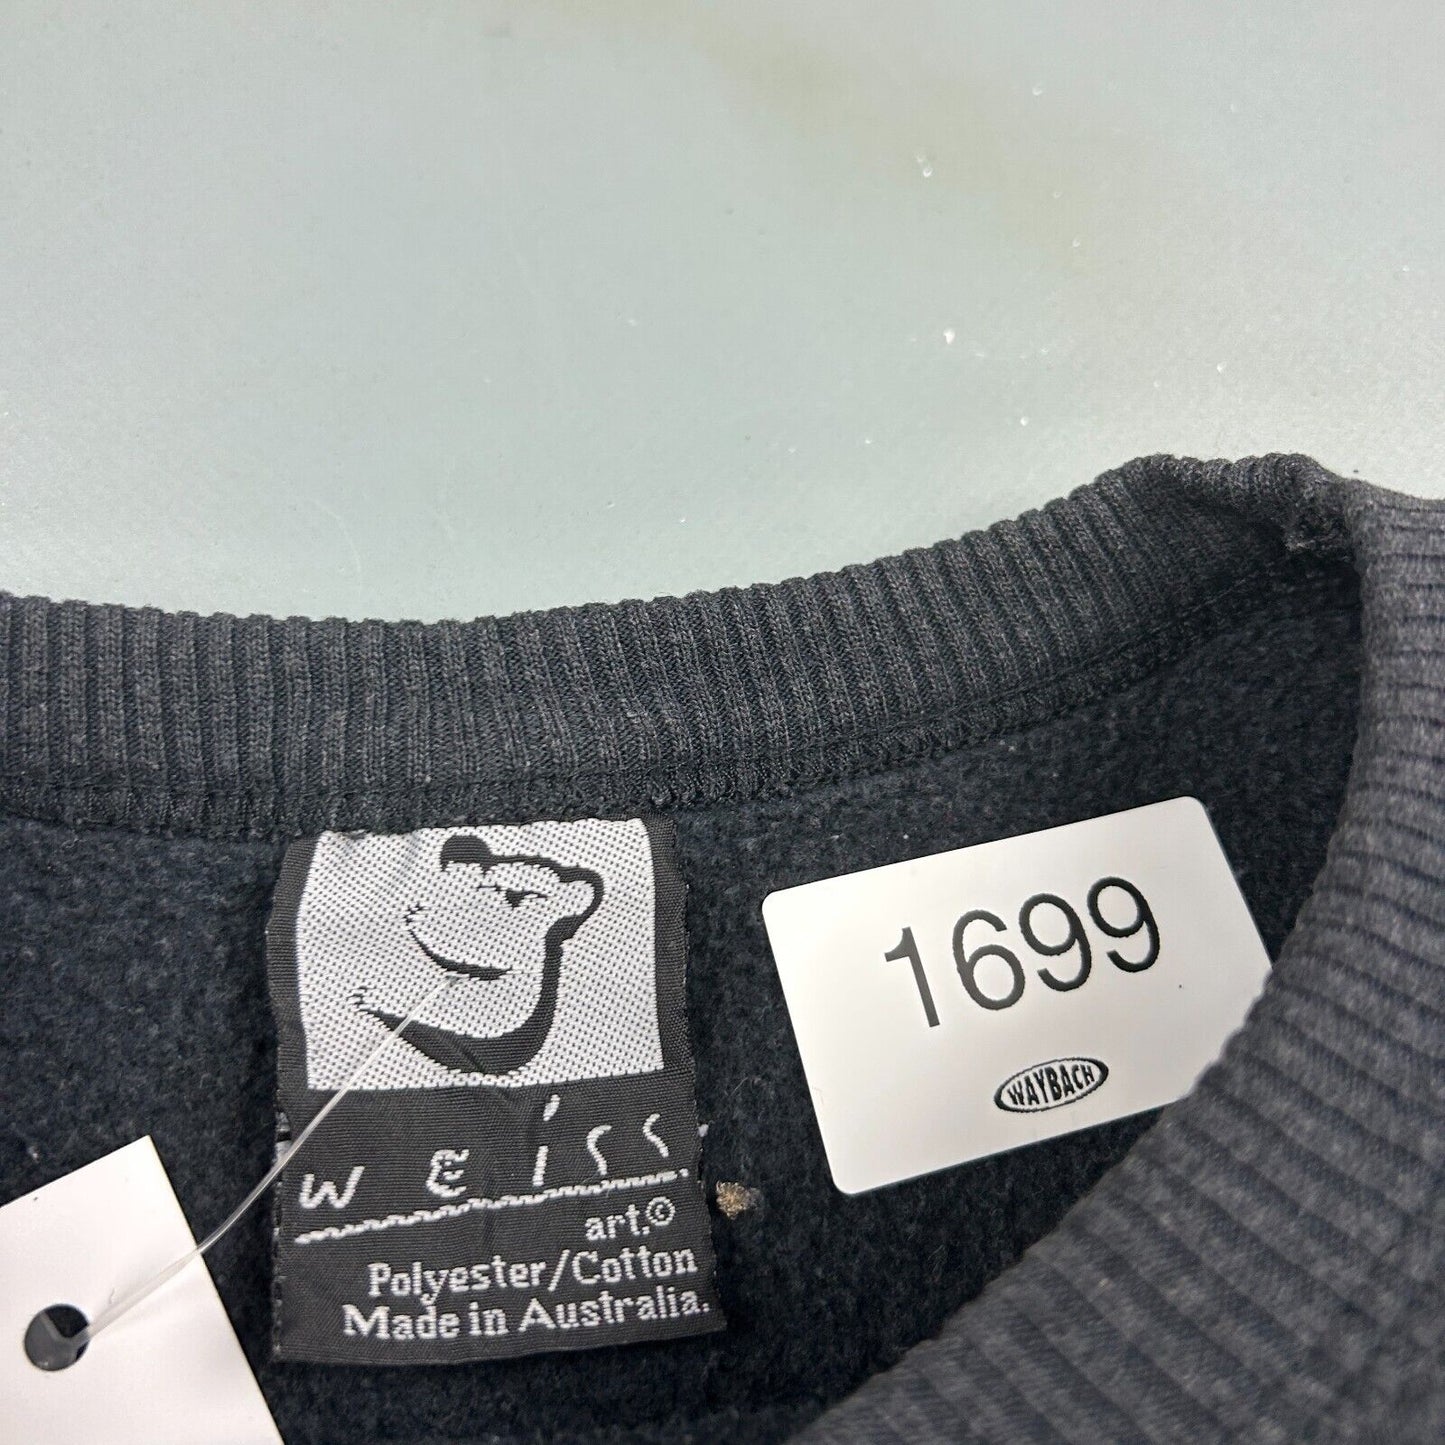 1699
WAYBACH
weiss.
art.©
Polyester/Cotton
Made in Australia.